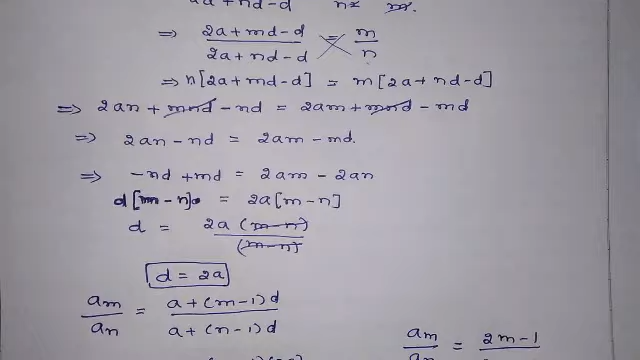 2a + nd - d n
⇒ (2a + md - d)/(2a + nd - d) = m/n
⇒ n[2a + md - d] = m[2a + nd - d]
⇒ 2an + mnd - nd = 2am + mnd - md
⇒ 2an - nd = 2am - md.
⇒ -nd + md = 2am - 2an
d[m - n] = 2a[m - n]
d = 2a(m - n)/(m - n)
d = 2a
am/an = (a + (m - 1)d)/(a + (n - 1)d)
am/an = 2m - 1